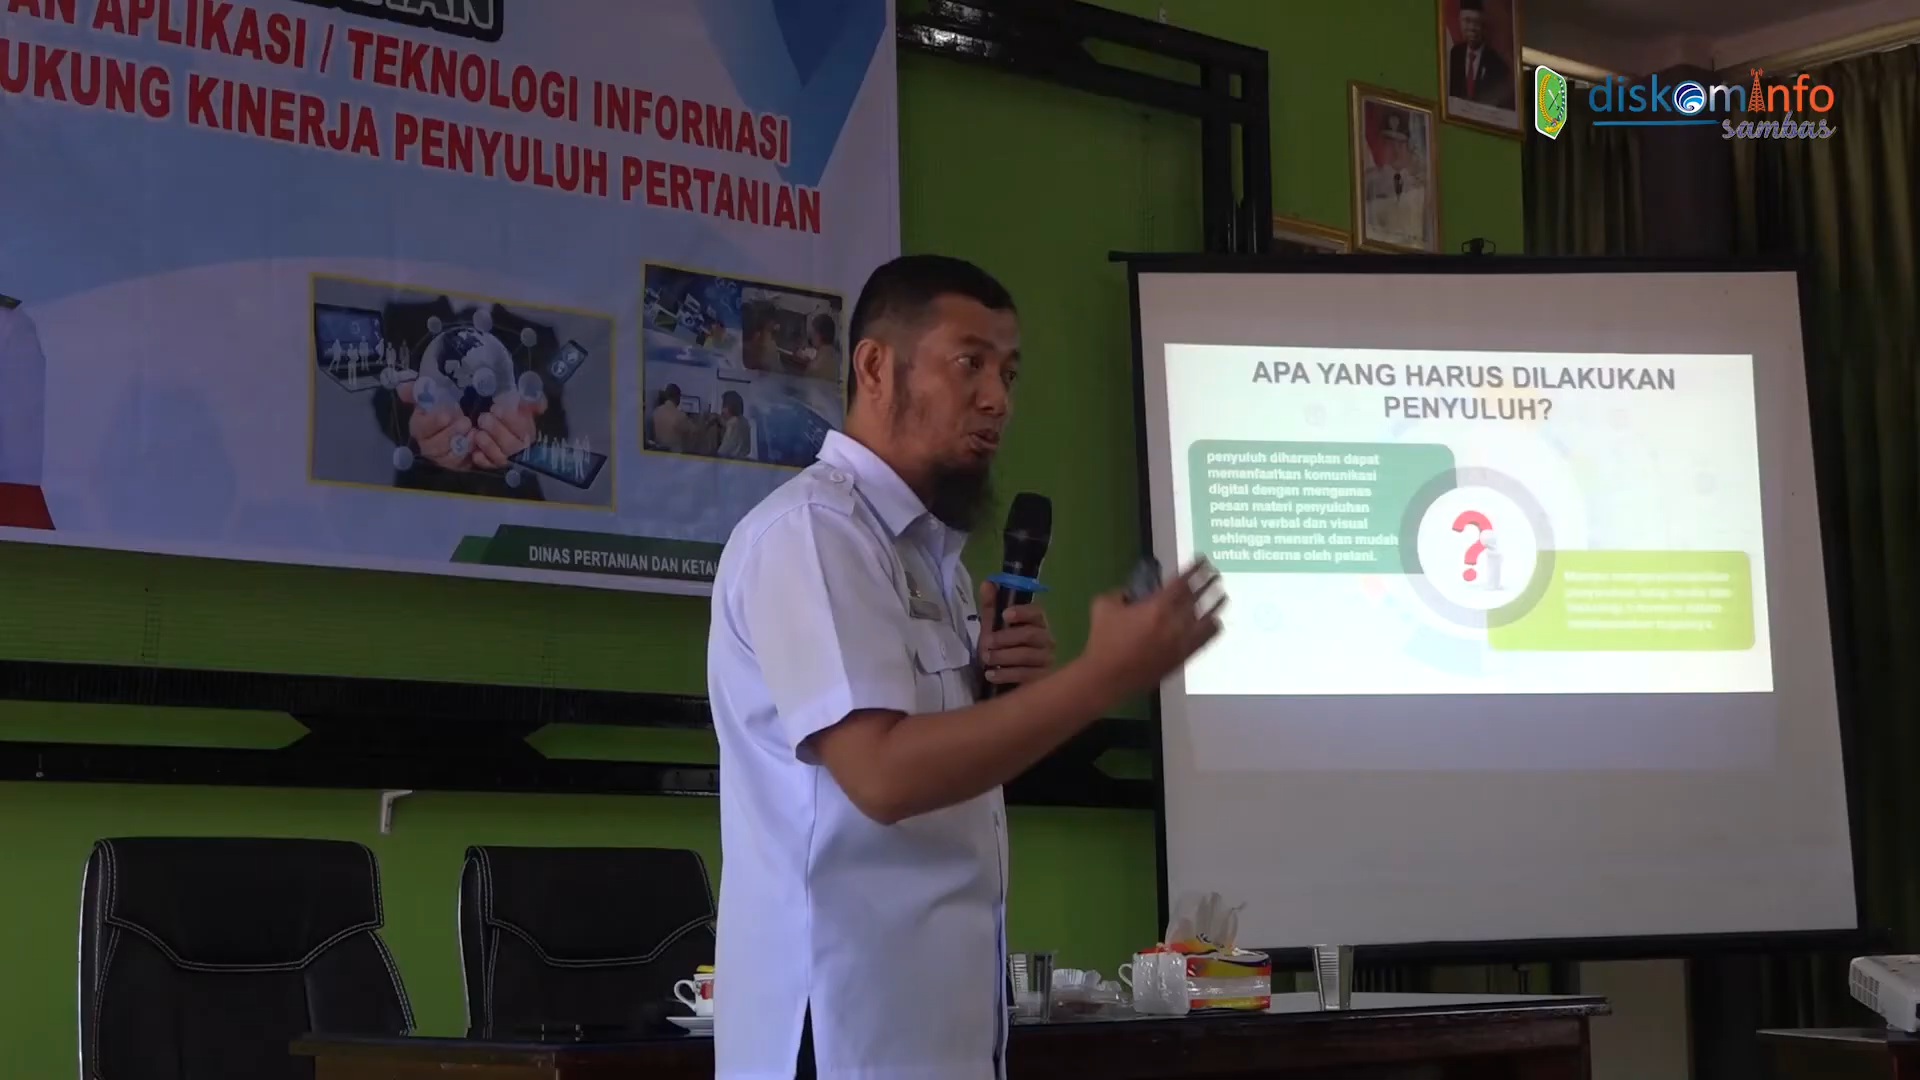 AN APLIKASI / TEKNOLOGI INFORMASI
UKUNG KINERJA PENYULUH PERTANIAN
DINAS PERTANIAN DAN KETA
diskominfo
sambas
APA YANG HARUS DILAKUKAN
PENYULUH?
penyuluh diharapkan dapat
memanfaatkan komunikasi
digital dengan mengemas
pesan materi penyuluhan
melalui verbal dan visual
sehingga menarik dan mudah
untuk dicerna oleh petani.